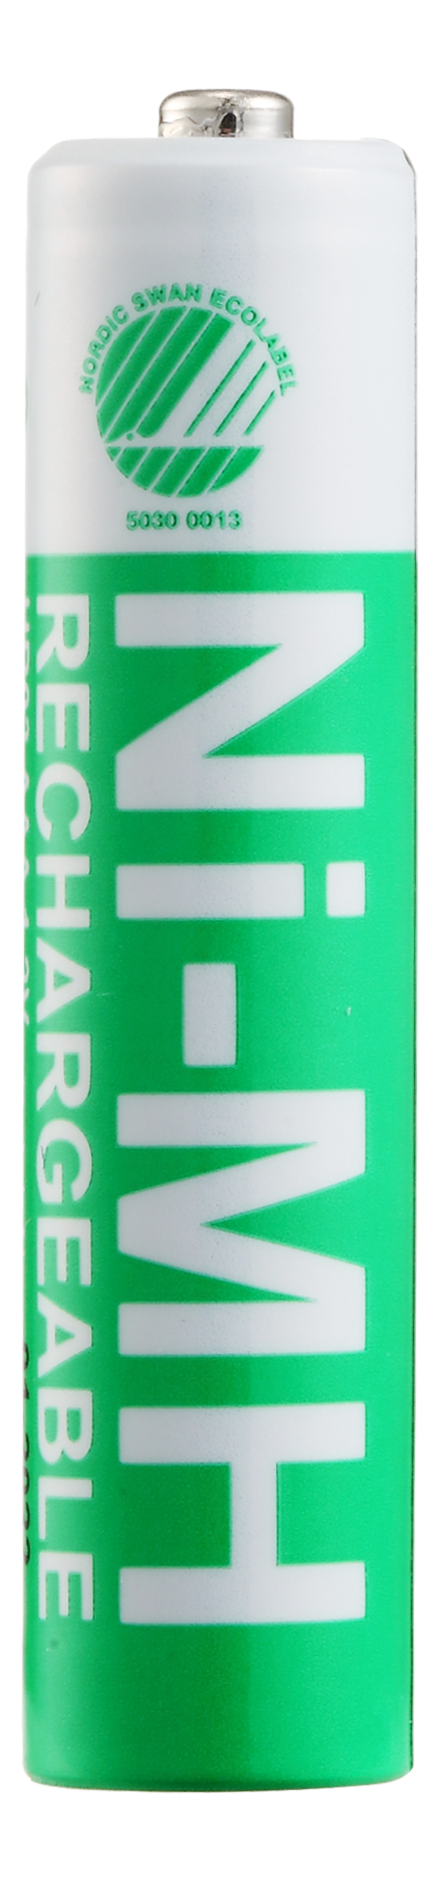 NORDIC SWAN ECOLABEL
5030 0013
Ni-MH
RECHARGEABLE